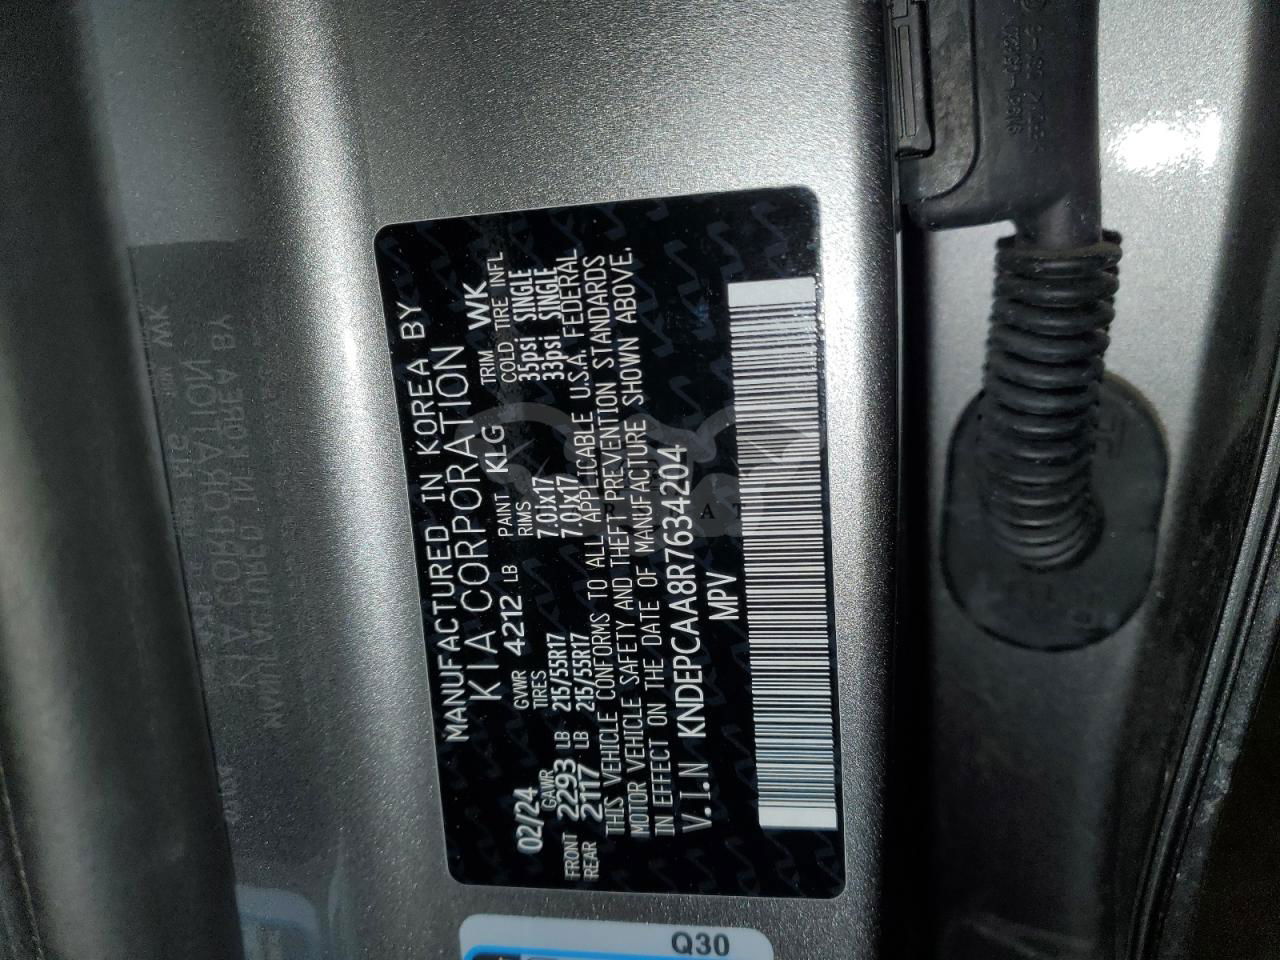 MANUFACTURED IN KOREA BY
KIA CORPORATION
02/24 GVWR 4212 LB PAINT KLG TRIM WK
GAWR TIRES RIMS COLD TIRE INFL
FRONT 2293 LB 215/55R17 7.0JX17 35psi SINGLE
REAR 2117 LB 215/55R17 7.0JX17 33psi SINGLE
THIS VEHICLE CONFORMS TO ALL APPLICABLE U.S.A. FEDERAL
MOTOR VEHICLE SAFETY AND THEFT PREVENTION STANDARDS
IN EFFECT ON THE DATE OF MANUFACTURE SHOWN ABOVE.
V.I.N KNDEPCAA8R7634204
MPV
Q30